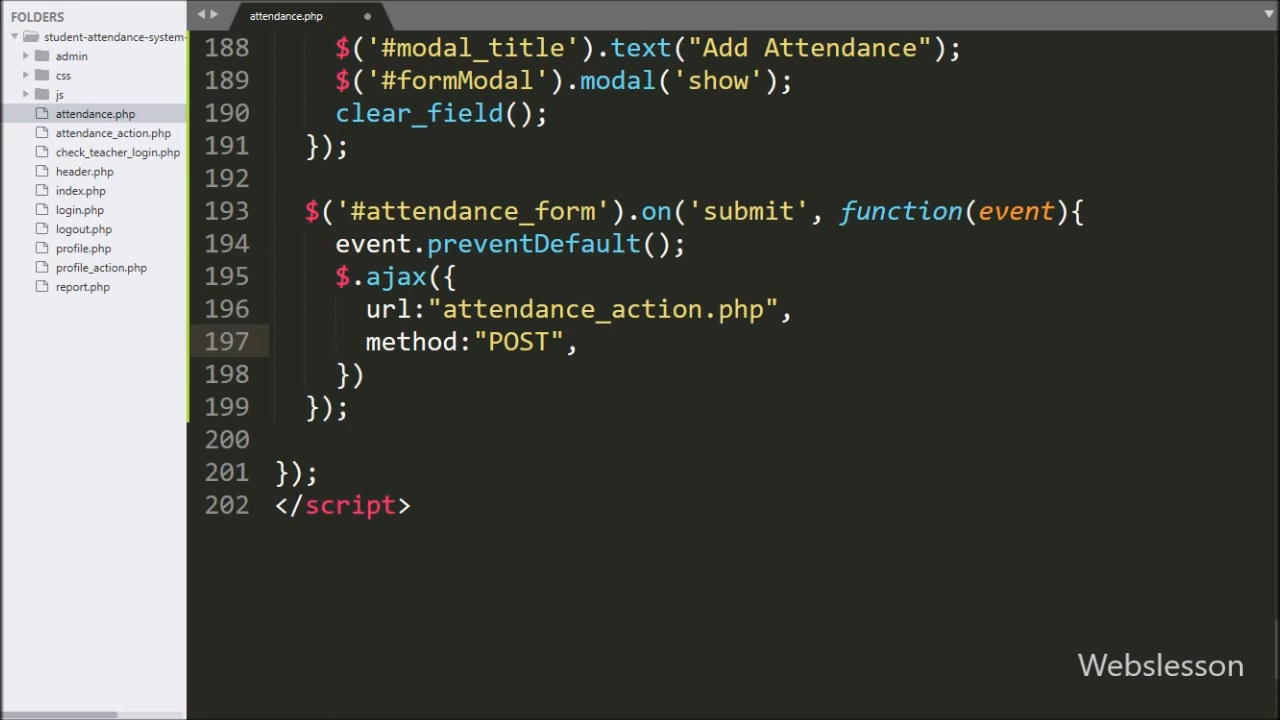 FOLDERS
student-attendance-system-
admin
css
js
attendance.php
attendance_action.php
check_teacher_login.php
header.php
index.php
login.php
logout.php
profile.php
profile_action.php
report.php
attendance.php
188 $('#modal_title').text("Add Attendance");
189 $('#formModal').modal('show');
190 clear_field();
191 });
192
193 $('#attendance_form').on('submit', function(event){
194 event.preventDefault();
195 $.ajax({
196 url:"attendance_action.php",
197 method:"POST",
198 })
199 });
200
201 });
202 </script>
Webslesson